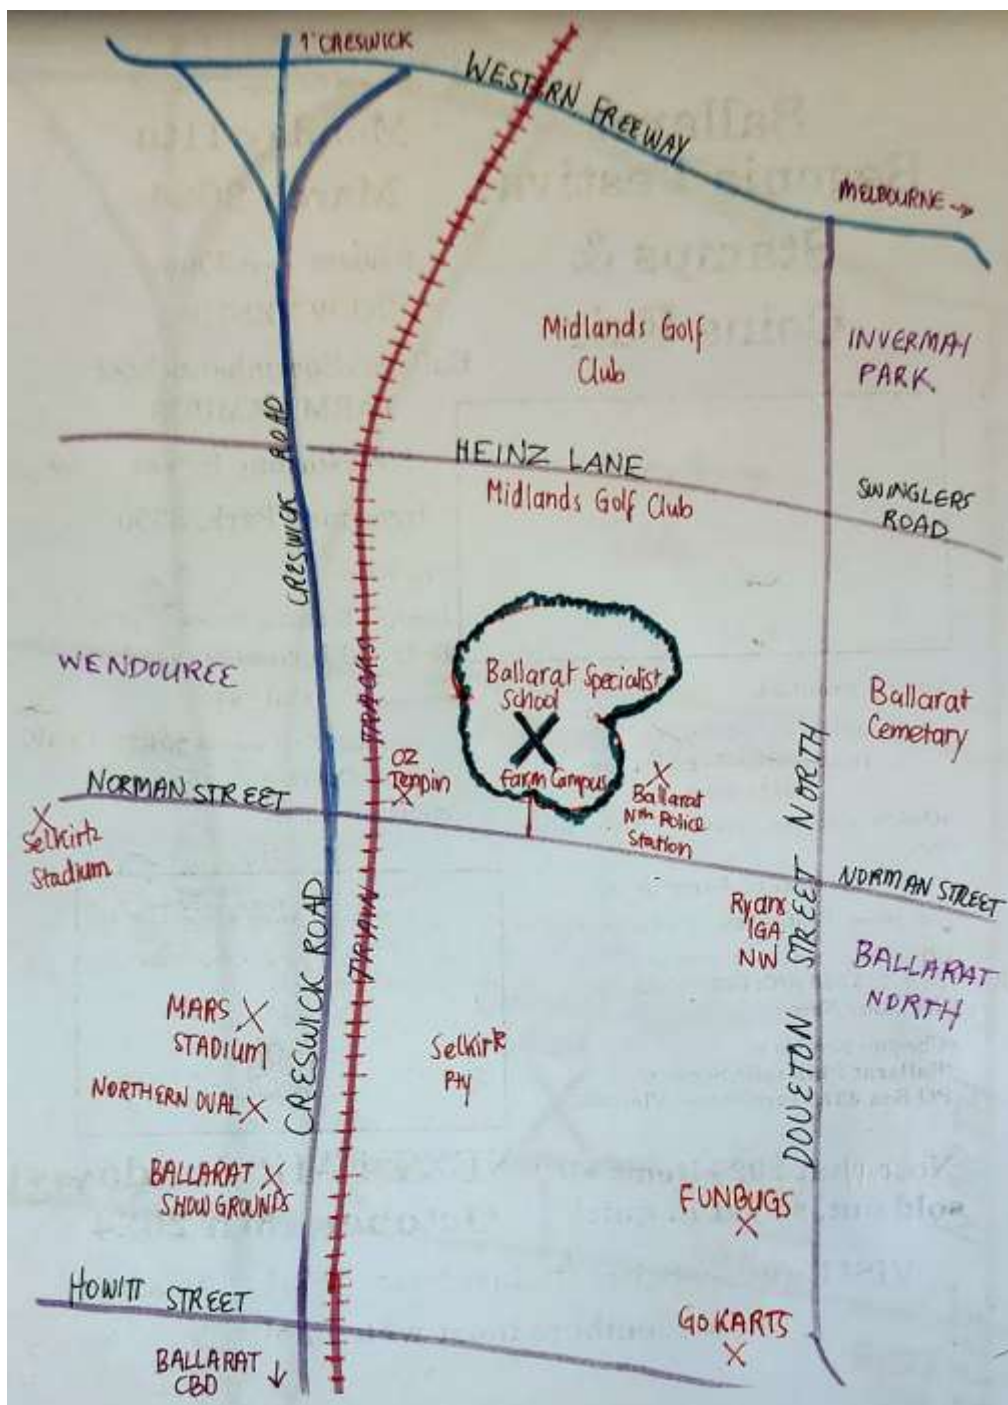 ↑ CRESWICK
WESTERN FREEWAY
MELBOURNE →
Midlands Golf
Club
INVERMAY
PARK
CRESWICK ROAD
HEINZ LANE
Midlands Golf Club
SWINGLERS
ROAD
WENDOUREE
TRAIN TRACKS
Ballarat Specialist
School
X
Farm Campus
Ballarat
Cemetary
OZ
Tenpin
X
X
Ballarat
Nth Police
Station
NORMAN STREET
X
Selkirk
Stadium
NORMAN STREET
Ryans
IGA
NW
DOVETON STREET NORTH
BALLARAT
NORTH
CRESWICK ROAD
MARS X
STADIUM
Selkirk
Pty
NORTHERN OVAL X
BALLARAT X
SHOW GROUNDS
FUNBUGS
X
HOWITT STREET
GO KARTS
X
BALLARAT ↓
CBD